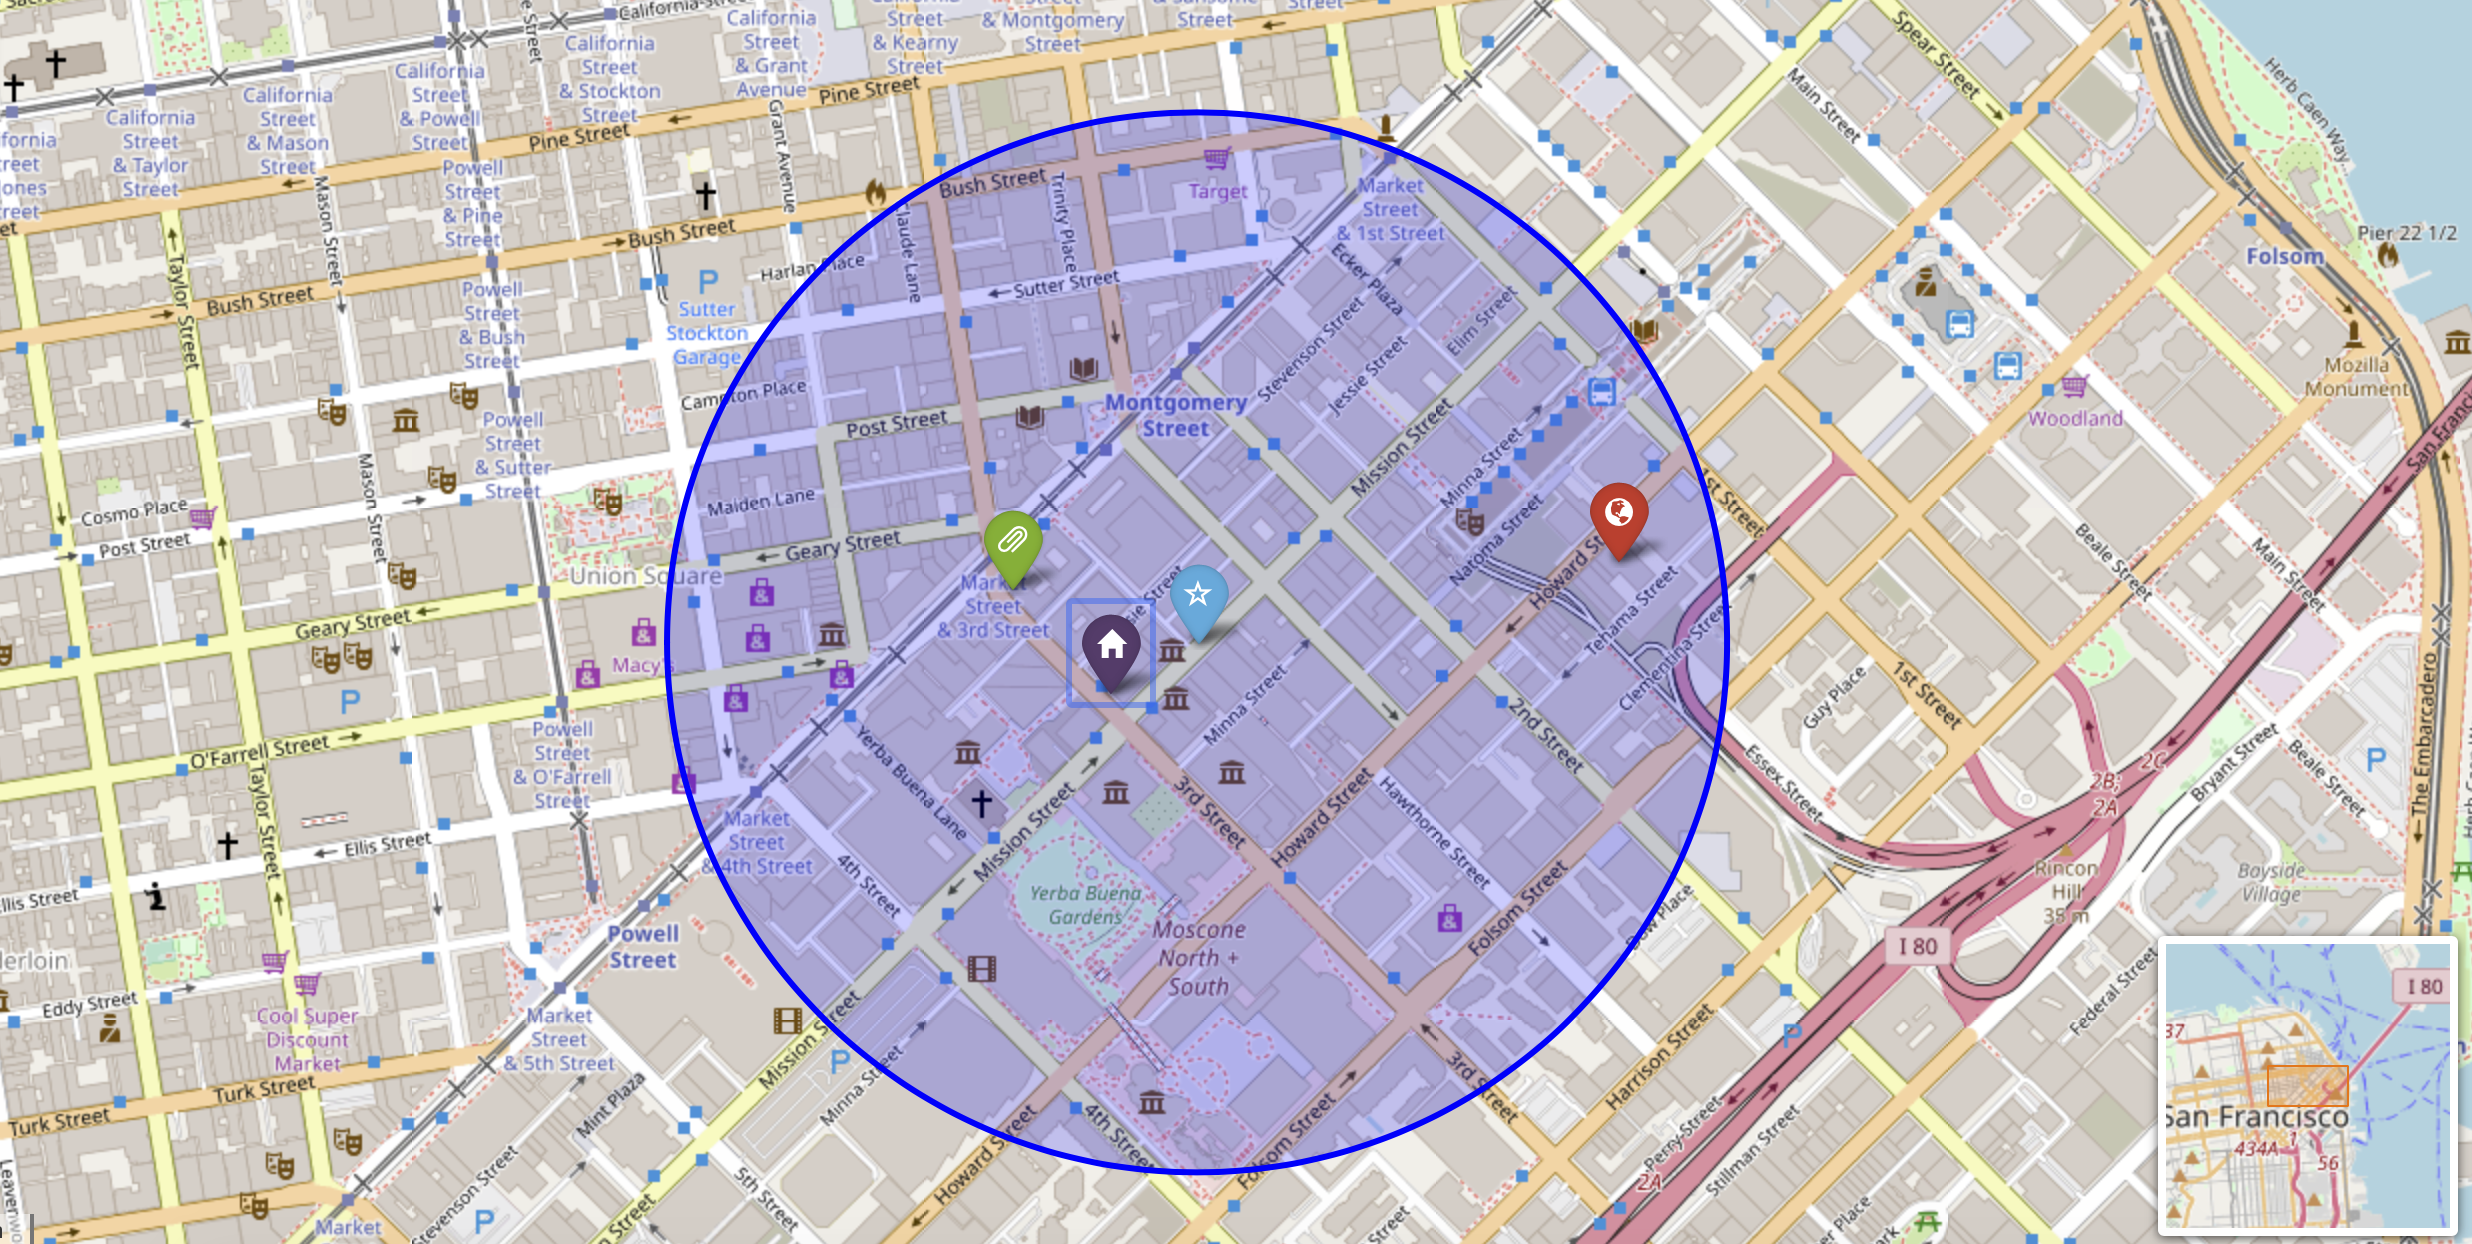 California
Street
& Taylor
Street
California
Street
& Mason
Street
California
Street
& Powell
Street
California
Street
& Stockton
Street
California
Street
& Grant
Avenue
Street
& Kearny
Street
& Montgomery
Street
Street
Street
Pine Street
Pine Street
Grant Avenue
Mason Street
Powell
Street
& Pine
Street
Bush Street
Bush Street
Bush Street
Taylor Street
Powell
Street
& Bush
Street
Harlan Place
Claude Lane
Trinity Place
Target
Sutter Street
Sutter
Stockton
Garage
Market
Street
& 1st Street
Ecker Plaza
Stevenson Street
Jessie Street
Elim Street
Spear Street
Main Street
Herb Caen Way
Pier 22 1/2
Folsom
Mozilla
Monument
Woodland
San Franci
Campton Place
Post Street
Montgomery
Street
Mission Street
Minna Street
Natoma Street
Powell
Street
& Sutter
Street
Mason Street
Cosmo Place
Post Street
Maiden Lane
Geary Street
Union Square
Geary Street
Macy's
Market
Street
& 3rd Street
Howard St
Tehama Street
Clementina Street
1st Street
Beale Street
Main Street
Guy Place
1st Street
O'Farrell Street
Powell
Street
& O'Farrell
Street
Taylor Street
Ellis Street
Ellis Street
Yerba Buena Lane
Minna Street
2nd Street
3rd Street
Howard Street
Hawthorne Street
Essex Street
Market
Street
& 4th Street
4th Street
Mission Street
Yerba Buena
Gardens
Moscone
North +
South
Folsom Street
Dow Place
2C
2B;
2A
Bryant Street
Beale Street
The Embarcadero
Rincon
Hill
35 m
Bayside
Village
I 80
Powell
Street
Eddy Street
Cool Super
Discount
Market
Market
Street
& 5th Street
Turk Street
Turk Street
Mission Street
Minna Street
Mint Plaza
Stevenson Street
5th Street
Howard Street
4th Street
Folsom Street
3rd Street
Harrison Street
Perry Street
Stillman Street
2A
Federal Street
Market
I 80
37
San Francisco
434A
1
56